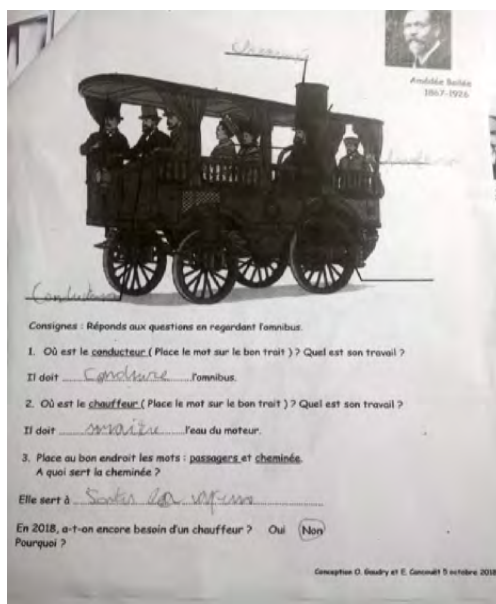 Cheminée
Amédée Bollée
1867-1926
Conducteur
Consignes : Réponds aux questions en regardant l'omnibus.
1. Où est le conducteur ( Place le mot sur le bon trait ) ? Quel est son travail ?
Il doit Conduire l'omnibus.
2. Où est le chauffeur ( Place le mot sur le bon trait ) ? Quel est son travail ?
Il doit l'eau du moteur.
3. Place au bon endroit les mots : passagers et cheminée.
A quoi sert la cheminée ?
Elle sert à
En 2018, a-t-on encore besoin d'un chauffeur ? Oui Non
Pourquoi ?
Conception O. Gaudry et E. 5 octobre 2018